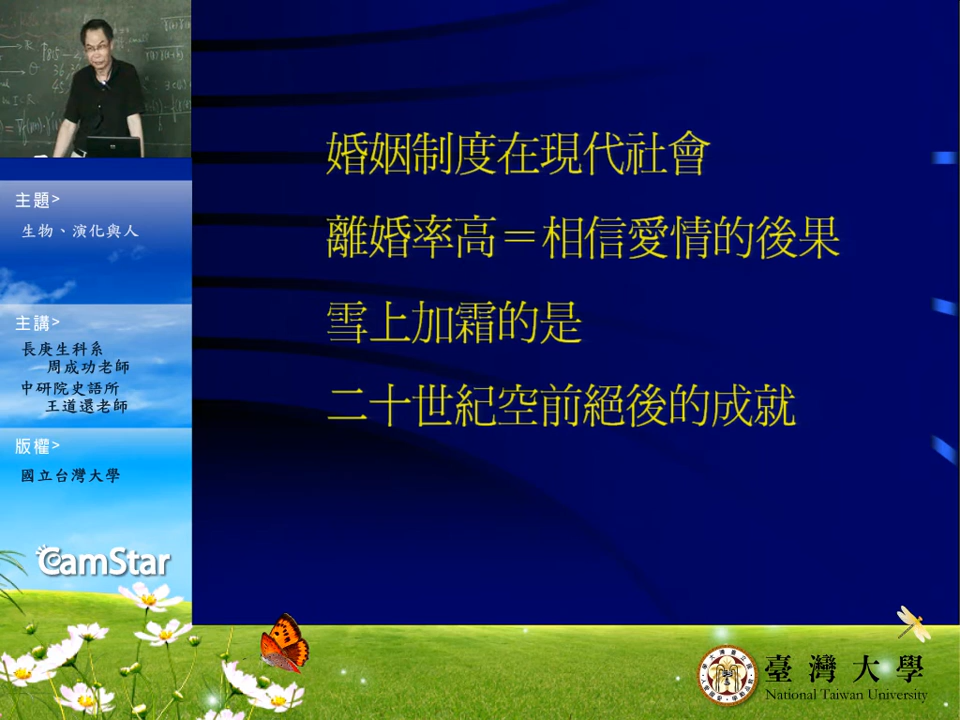 主題>
生物、演化與人
主講>
長庚生科系
周成功老師
中研院史語所
王道還老師
版權>
國立台灣大學
CamStar
婚姻制度在現代社會
離婚率高＝相信愛情的後果
雪上加霜的是
二十世紀空前絕後的成就
臺灣大學
National Taiwan University